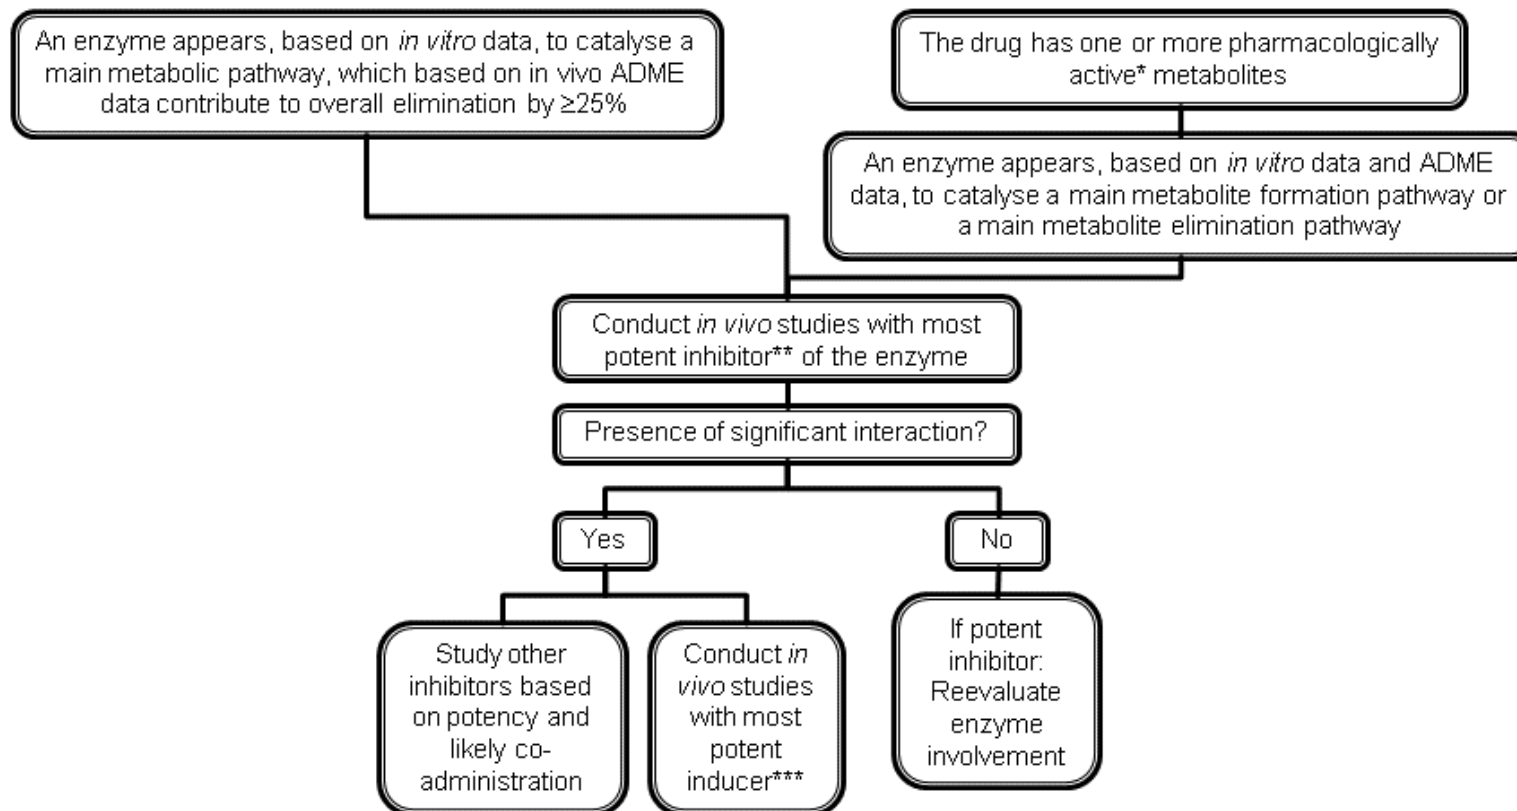 An enzyme appears, based on in vitro data, to catalyse a
main metabolic pathway, which based on in vivo ADME
data contribute to overall elimination by ≥25%
The drug has one or more pharmacologically
active* metabolites
An enzyme appears, based on in vitro data and ADME
data, to catalyse a main metabolite formation pathway or
a main metabolite elimination pathway
Conduct in vivo studies with most
potent inhibitor** of the enzyme
Presence of significant interaction?
Yes
No
Study other
inhibitors based
on potency and
likely co-
administration
Conduct in
vivo studies
with most
potent
inducer***
If potent
inhibitor:
Reevaluate
enzyme
involvement